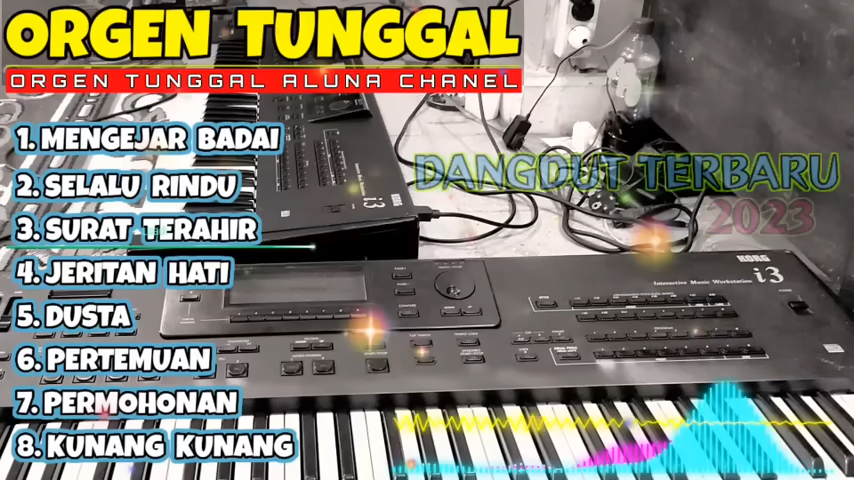 ORGEN TUNGGAL
ORGEN TUNGGAL ALUNA CHANEL
1. MENGEJAR BADAI
2. SELALU RINDU
3. SURAT TERAHIR
4. JERITAN HATI
5. DUSTA
6. PERTEMUAN
7. PERMOHONAN
8. KUNANG KUNANG
DANGDUT TERBARU
2023
KORG
i3
KORG
Interactive Music Workstation i3